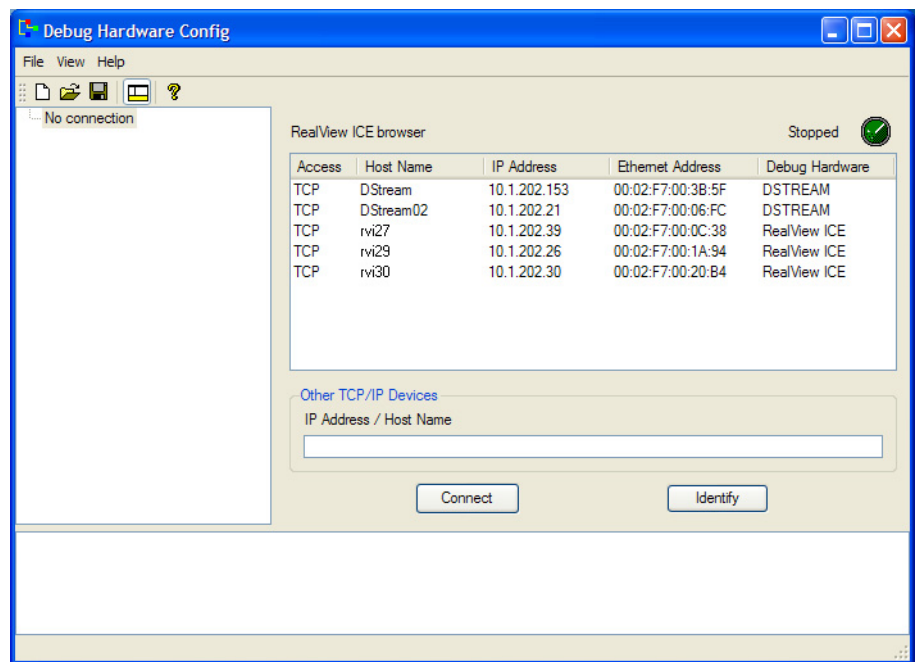 Debug Hardware Config
File View Help
No connection
RealView ICE browser Stopped
Access Host Name IP Address Ethernet Address Debug Hardware
TCP DStream 10.1.202.153 00:02:F7:00:3B:5F DSTREAM
TCP DStream02 10.1.202.21 00:02:F7:00:06:FC DSTREAM
TCP rvi27 10.1.202.39 00:02:F7:00:0C:38 RealView ICE
TCP rvi29 10.1.202.26 00:02:F7:00:1A:94 RealView ICE
TCP rvi30 10.1.202.30 00:02:F7:00:20:B4 RealView ICE
Other TCP/IP Devices
IP Address / Host Name
Connect Identify